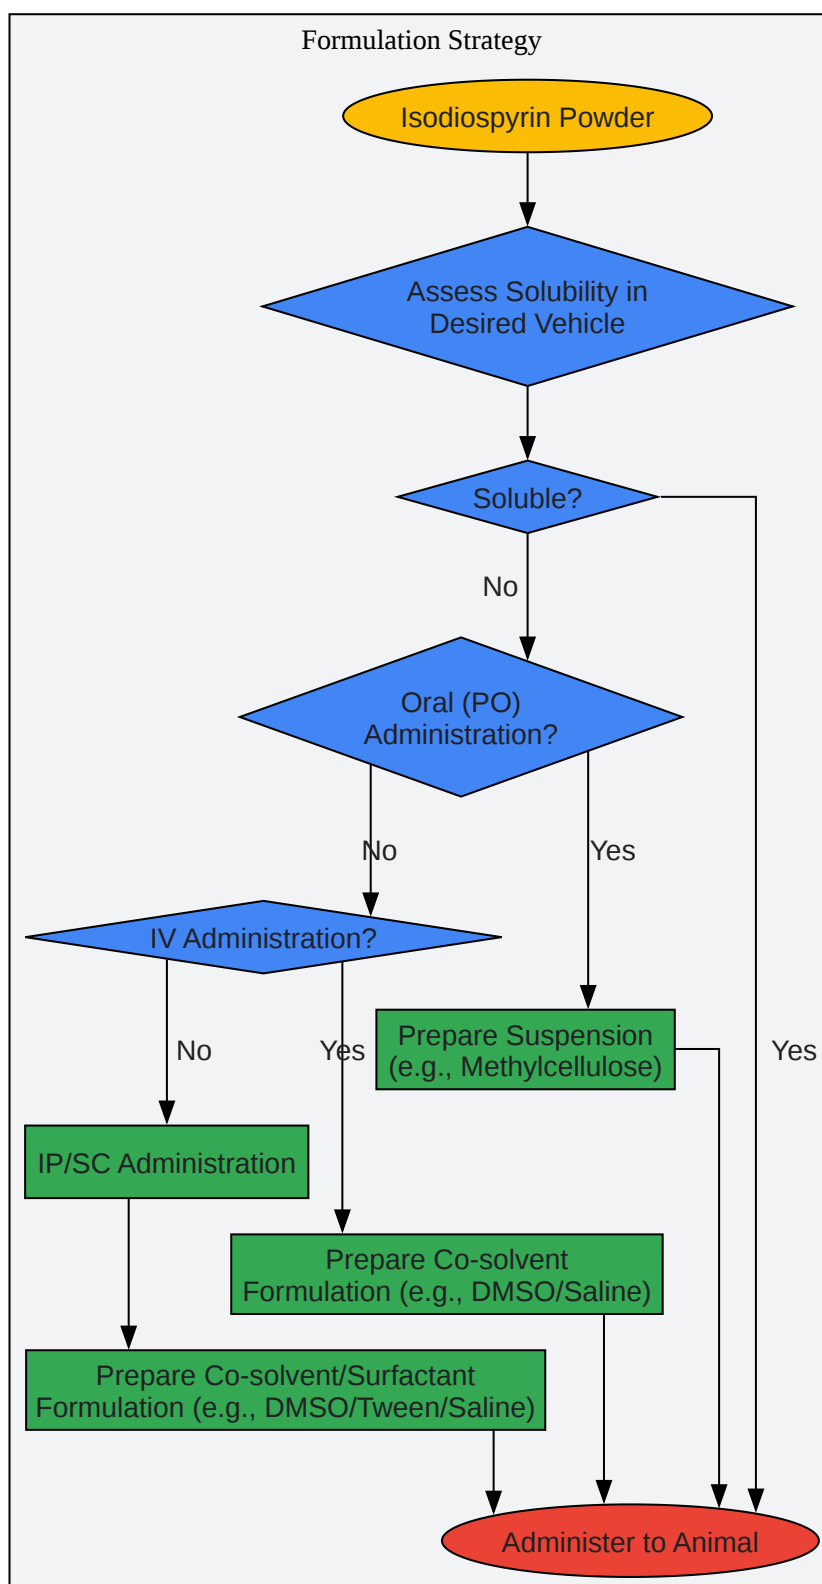 Formulation Strategy
Isodiospyrin Powder
Assess Solubility in
Desired Vehicle
Soluble?
No
Oral (PO)
Administration?
No
Yes
IV Administration?
Prepare Suspension
(e.g., Methylcellulose)
No
Yes
Yes
IP/SC Administration
Prepare Co-solvent
Formulation (e.g., DMSO/Saline)
Prepare Co-solvent/Surfactant
Formulation (e.g., DMSO/Tween/Saline)
Administer to Animal